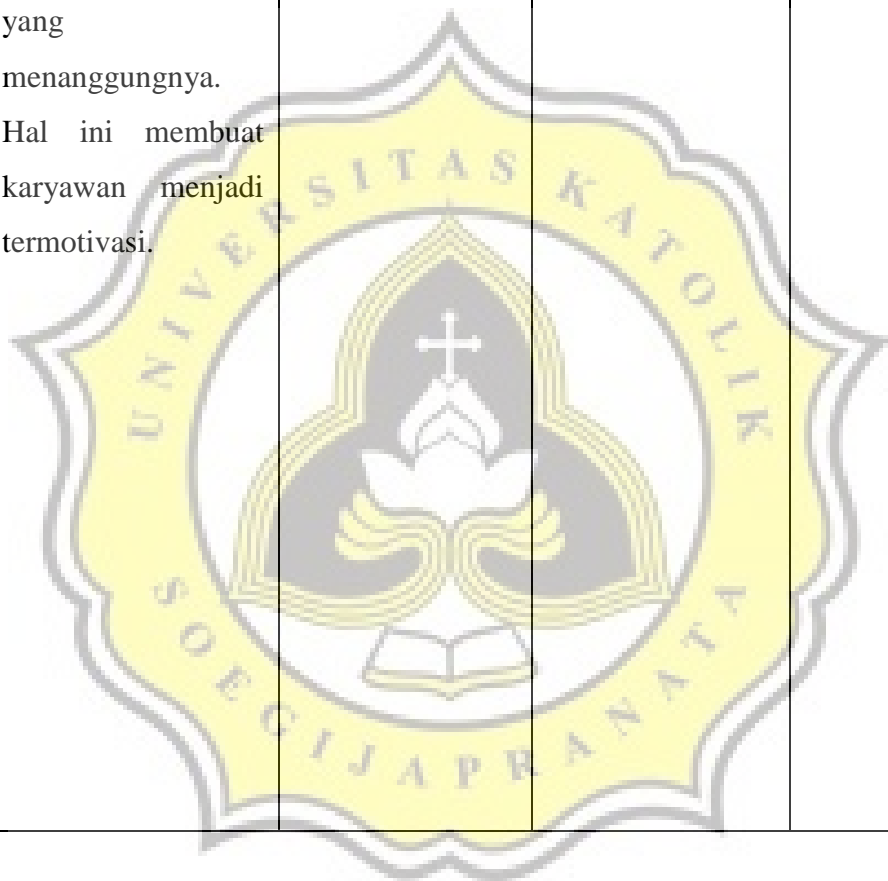 yang
menanggungnya.
Hal ini membuat
karyawan menjadi
termotivasi.
UNIVERSITAS KATOLIK
SOEGIJAPRANATA